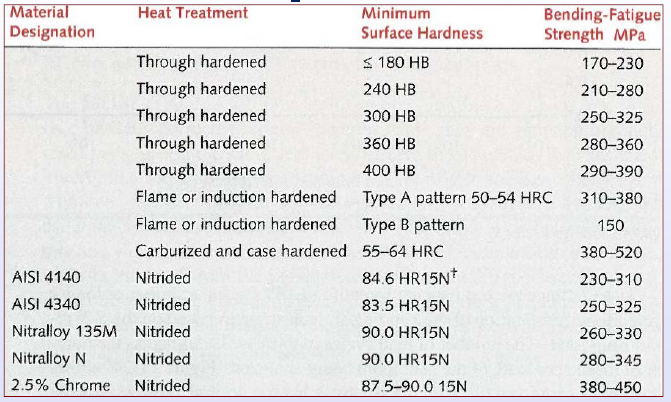 Material Heat Treatment Minimum Bending-Fatigue
Designation Surface Hardness Strength MPa
Through hardened ≤ 180 HB 170–230
Through hardened 240 HB 210–280
Through hardened 300 HB 250–325
Through hardened 360 HB 280–360
Through hardened 400 HB 290–390
Flame or induction hardened Type A pattern 50–54 HRC 310–380
Flame or induction hardened Type B pattern 150
Carburized and case hardened 55–64 HRC 380–520
AISI 4140 Nitrided 84.6 HR15N† 230–310
AISI 4340 Nitrided 83.5 HR15N 250–325
Nitralloy 135M Nitrided 90.0 HR15N 260–330
Nitralloy N Nitrided 90.0 HR15N 280–345
2.5% Chrome Nitrided 87.5–90.0 15N 380–450